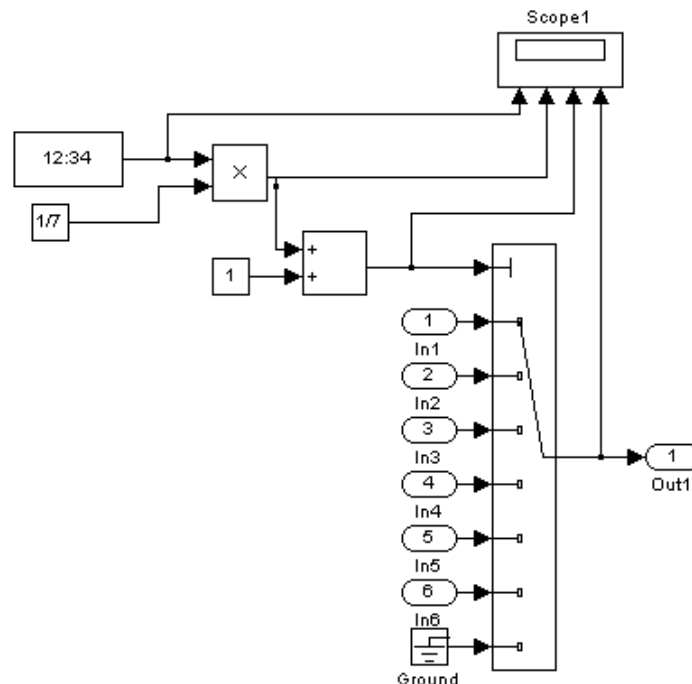 Scope1
12:34
×
1/7
+
1
+
1
In1
2
In2
3
In3
4
In4
1
Out1
5
In5
6
In6
Ground